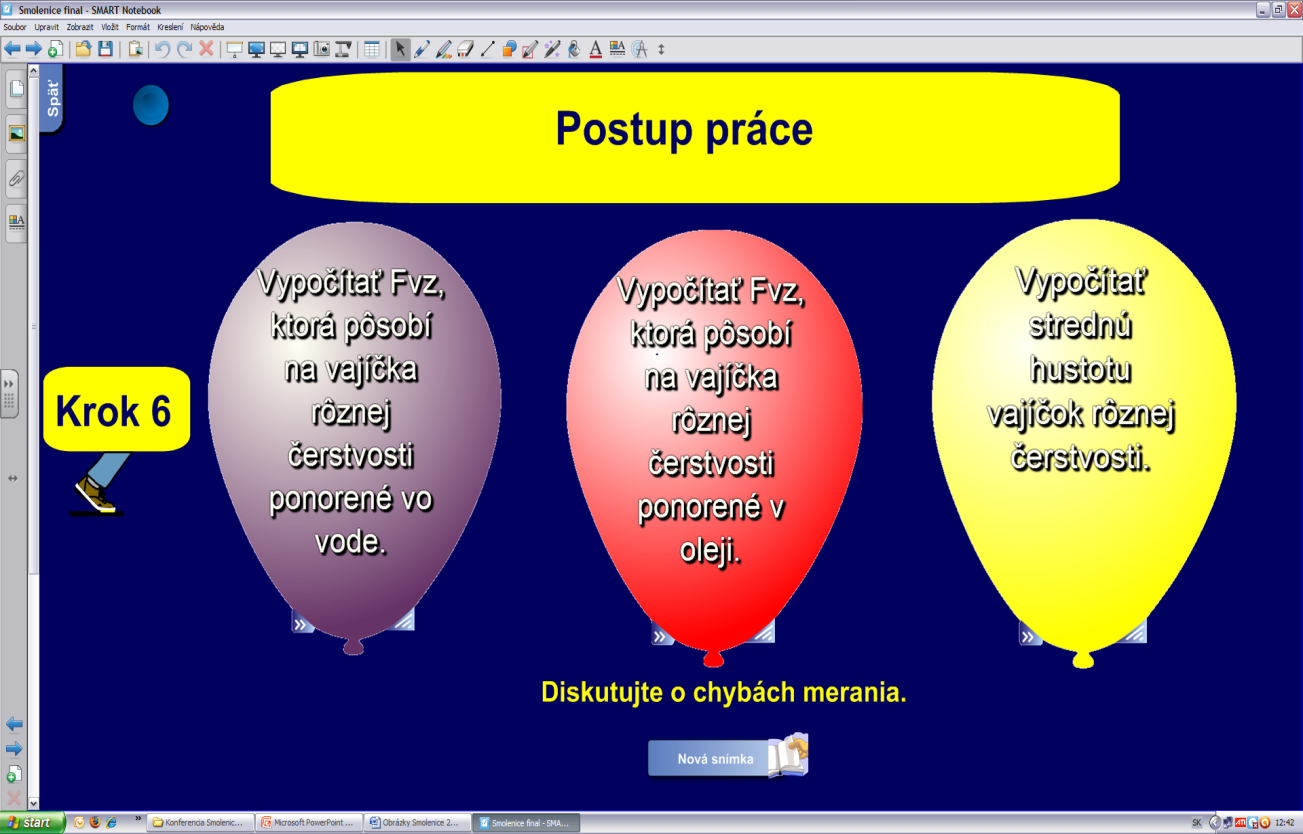 Smolenice final - SMART Notebook
Soubor Upravit Zobrazit Vložit Formát Kreslení Nápověda
Späť
Postup práce
Krok 6
Vypočítať Fvz,
ktorá pôsobí
na vajíčka
rôznej
čerstvosti
ponorené vo
vode.
Vypočítať Fvz,
ktorá pôsobí
na vajíčka
rôznej
čerstvosti
ponorené v
oleji.
Vypočítať
strednú
hustotu
vajíčok rôznej
čerstvosti.
Diskutujte o chybách merania.
Nová snímka
štart
Konferencia Smolenic...
Microsoft PowerPoint ...
Obrázky Smolenice 2...
Smolenice final - SMA...
SK
12:42